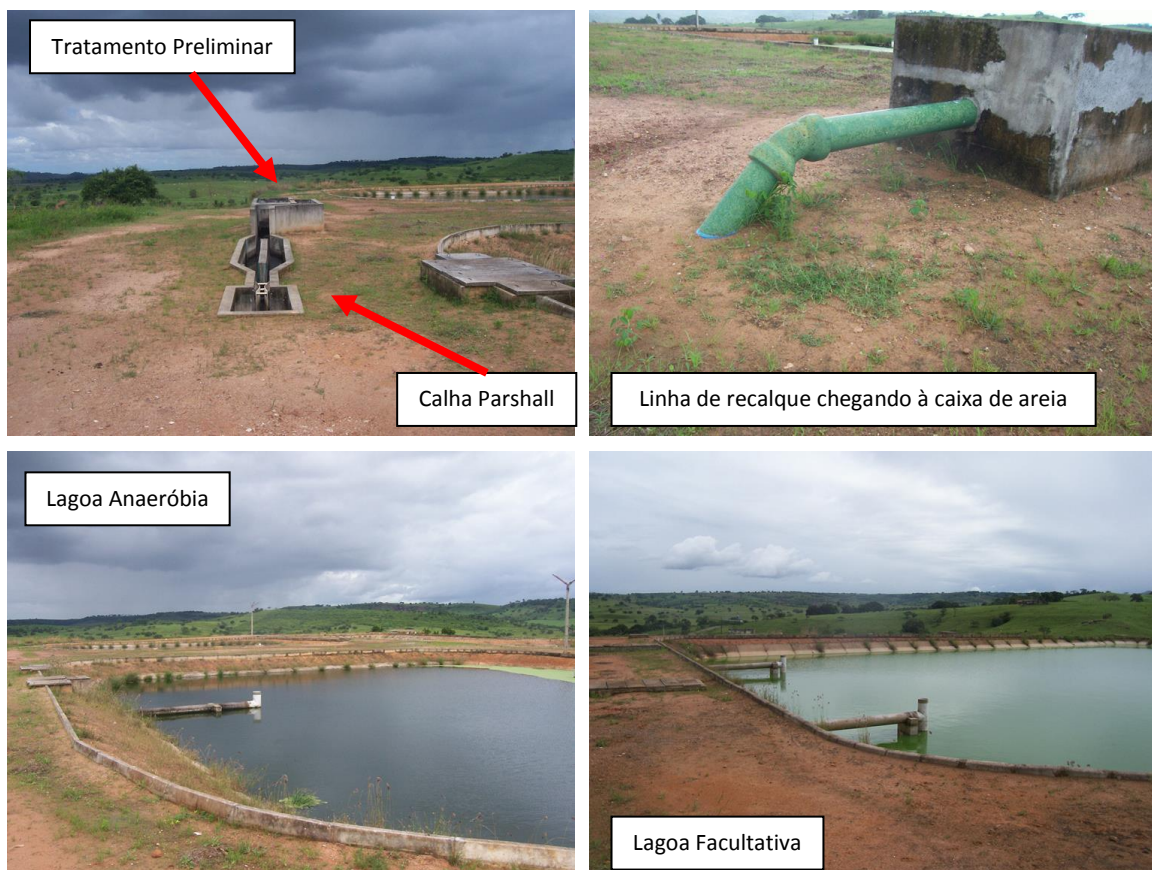 Tratamento Preliminar
Calha Parshall
Linha de recalque chegando à caixa de areia
Lagoa Anaeróbia
Lagoa Facultativa